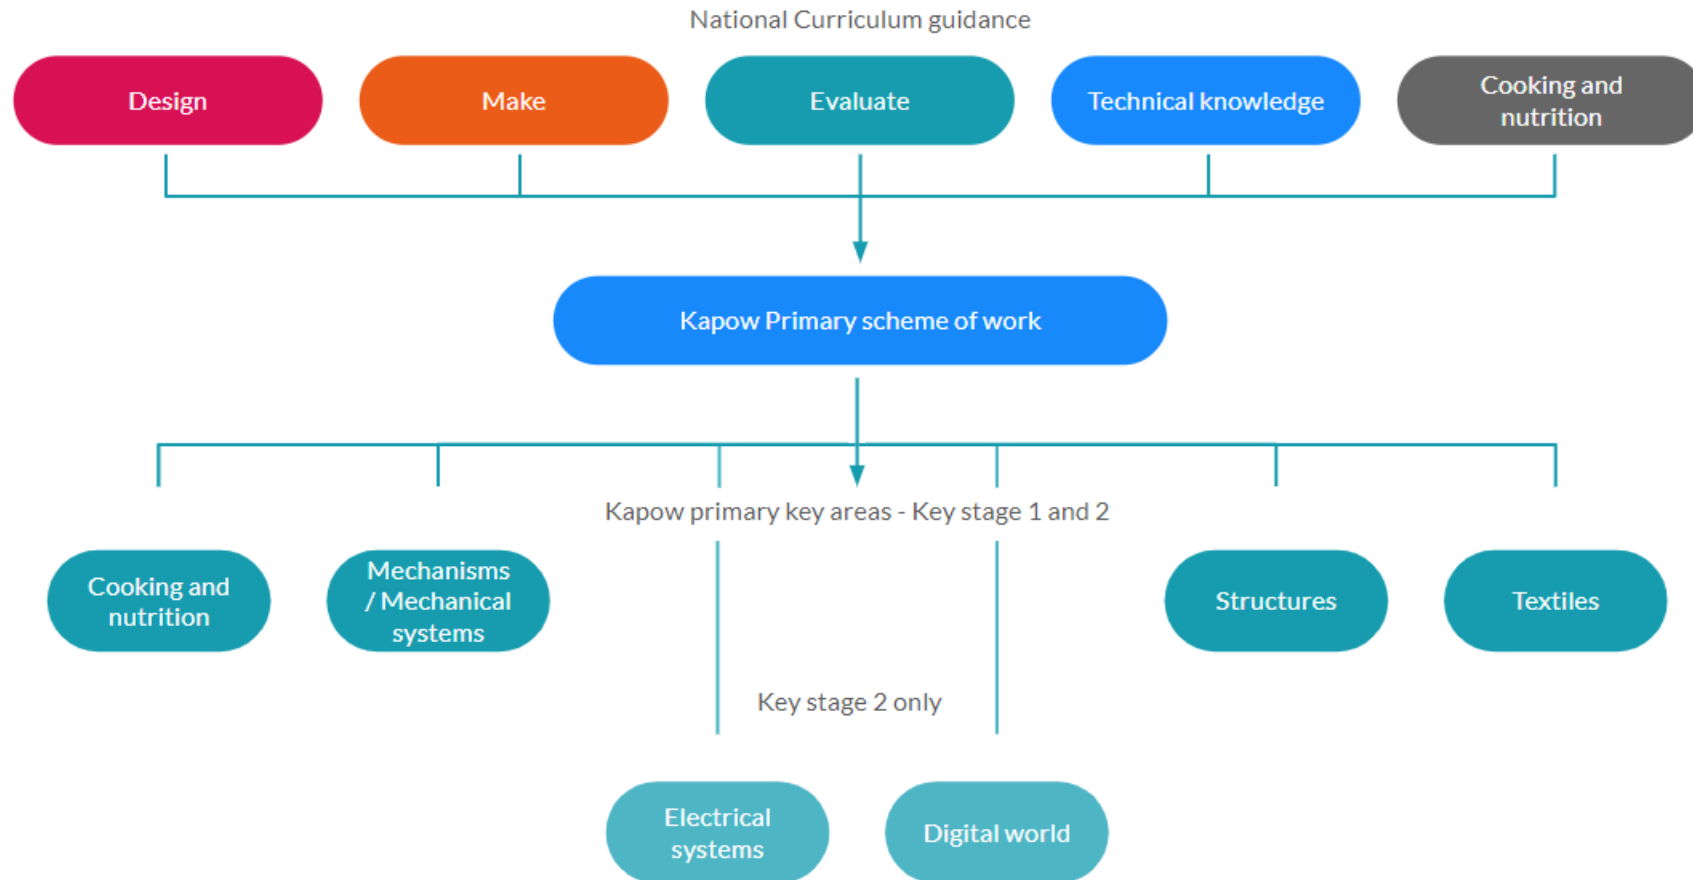 National Curriculum guidance
Design
Make
Evaluate
Technical knowledge
Cooking and
nutrition
Kapow Primary scheme of work
Kapow primary key areas - Key stage 1 and 2
Cooking and
nutrition
Mechanisms
/ Mechanical
systems
Structures
Textiles
Key stage 2 only
Electrical
systems
Digital world